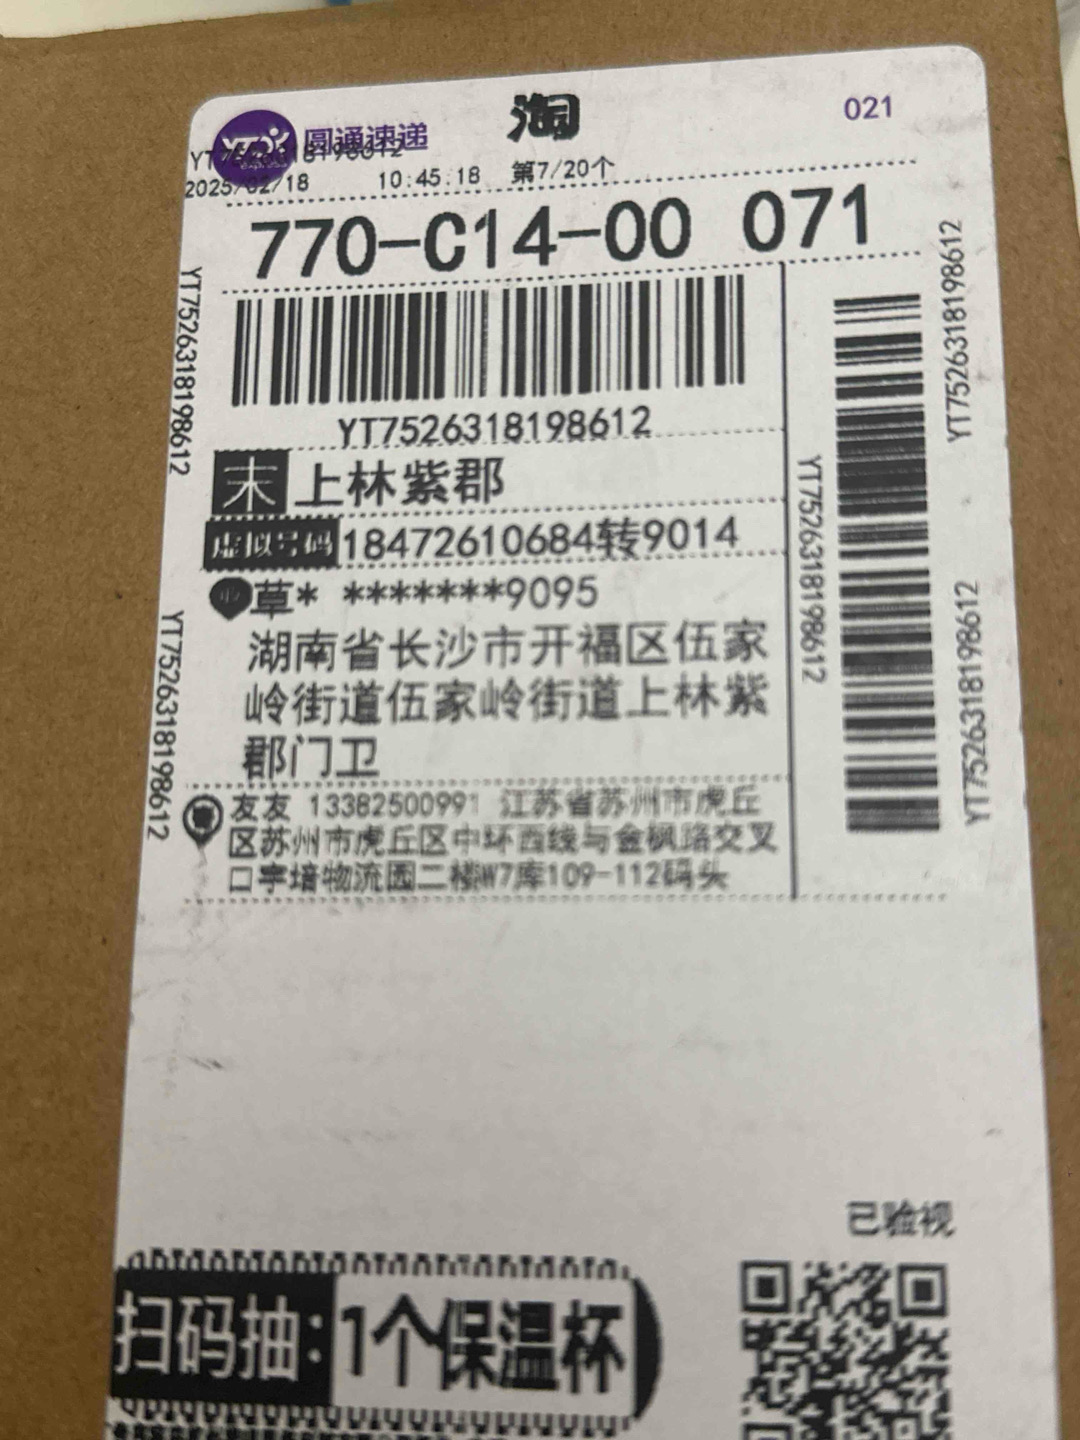 圆通速递
淘
021
YT7526318198612
2025/02/18 10:45:18 第7/20个
770-C14-00 071
YT7526318198612
末 上林紫郡
虚拟号码 18472610684转9014
草* *******9095
湖南省长沙市开福区伍家
岭街道伍家岭街道上林紫
郡门卫
友友 13382500991 江苏省苏州市虎丘
区苏州市虎丘区中环西线与金枫路交叉
口宇培物流园二楼W7库109-112码头
YT7526318198612
YT7526318198612
YT7526318198612
YT7526318198612
YT7526318198612
已验视
扫码抽：1个保温杯